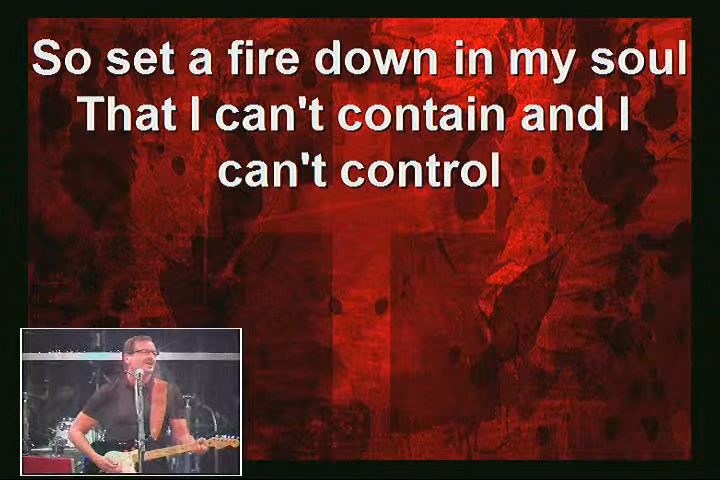 So set a fire down in my soul
That I can't contain and I
can't control